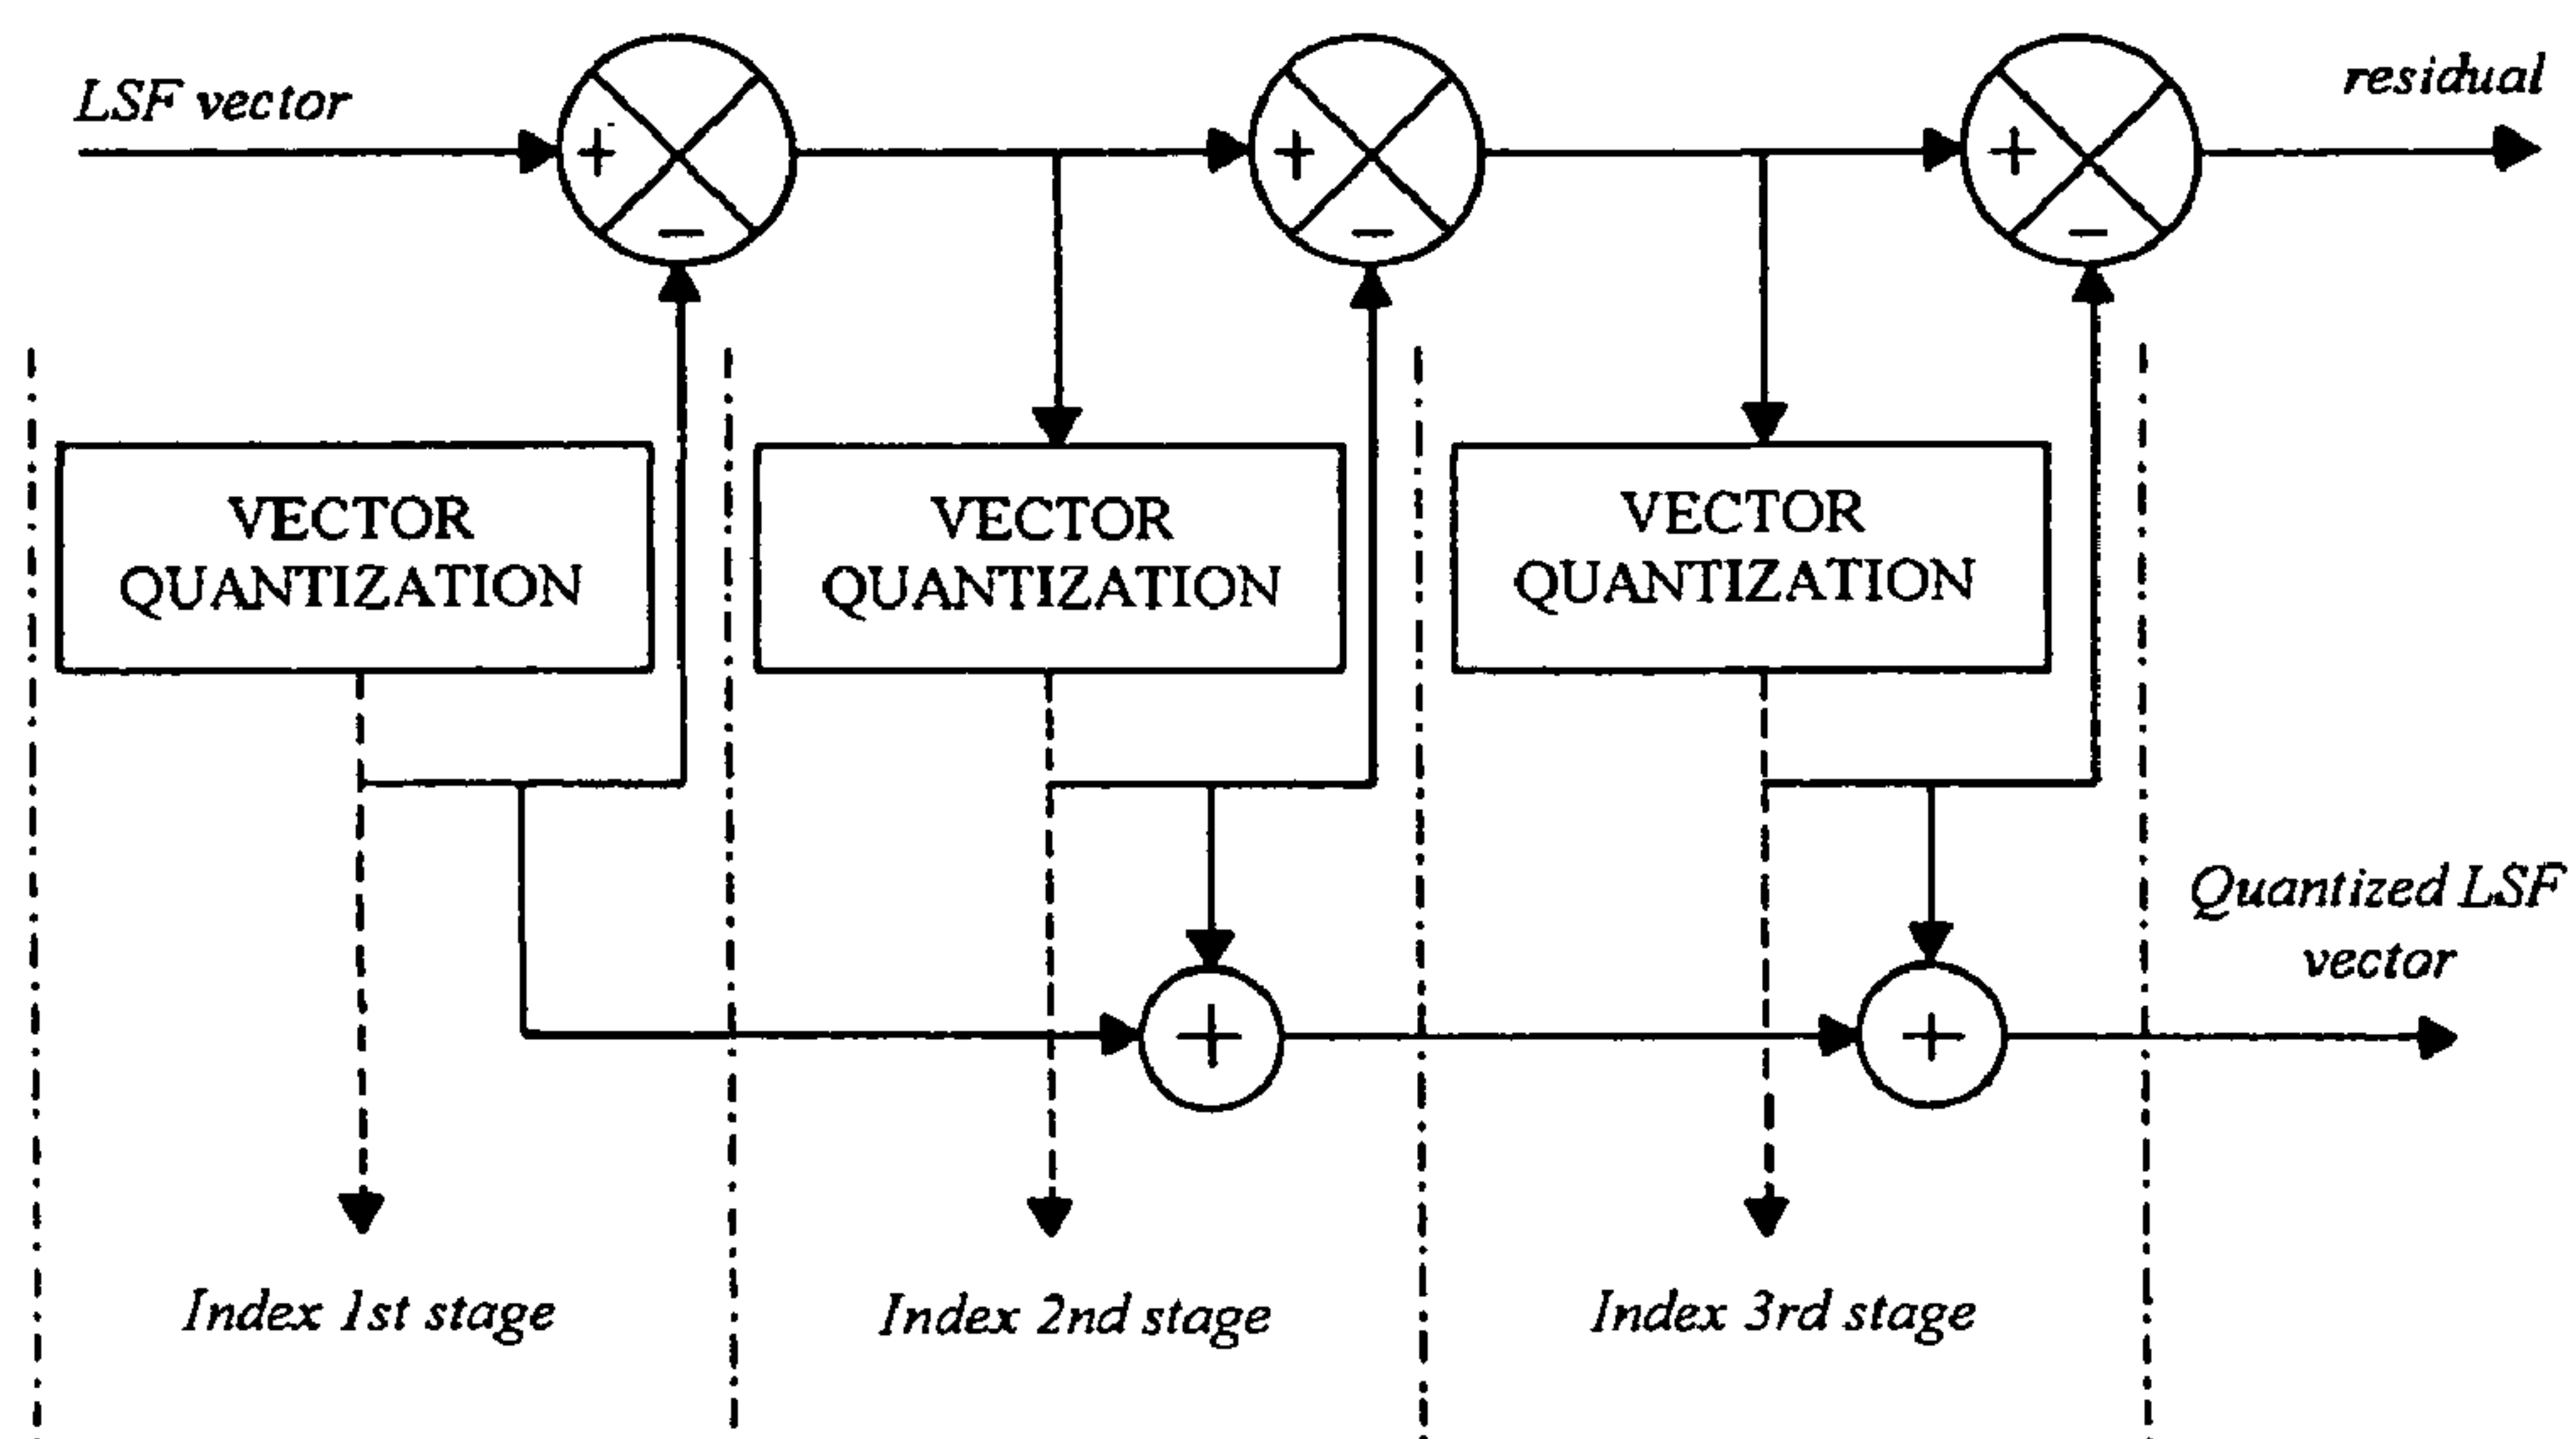 LSF vector
residual
+
+
+
−
−
−
VECTOR
QUANTIZATION
VECTOR
QUANTIZATION
VECTOR
QUANTIZATION
Quantized LSF
vector
+
+
Index 1st stage
Index 2nd stage
Index 3rd stage